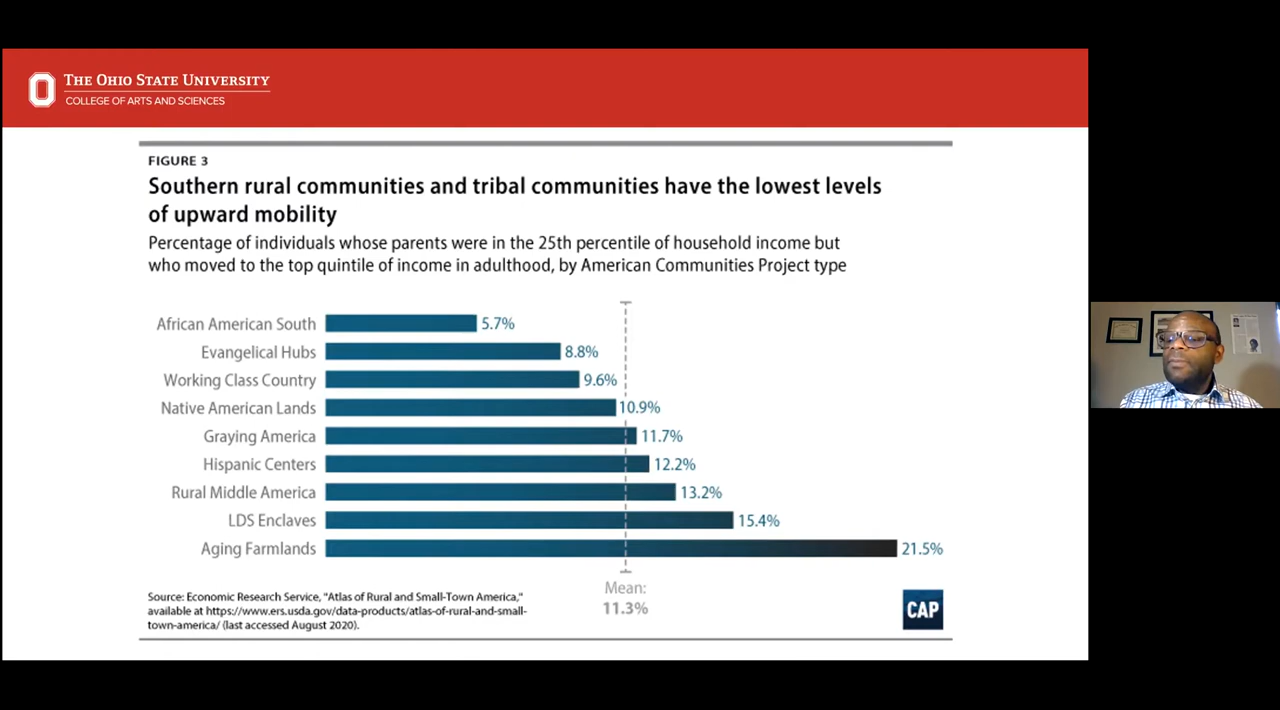 THE OHIO STATE UNIVERSITY
COLLEGE OF ARTS AND SCIENCES
FIGURE 3
Southern rural communities and tribal communities have the lowest levels
of upward mobility
Percentage of individuals whose parents were in the 25th percentile of household income but
who moved to the top quintile of income in adulthood, by American Communities Project type
African American South 5.7%
Evangelical Hubs 8.8%
Working Class Country 9.6%
Native American Lands 10.9%
Graying America 11.7%
Hispanic Centers 12.2%
Rural Middle America 13.2%
LDS Enclaves 15.4%
Aging Farmlands 21.5%
Mean:
11.3%
Source: Economic Research Service, "Atlas of Rural and Small-Town America,"
available at https://www.ers.usda.gov/data-products/atlas-of-rural-and-small-
town-america/ (last accessed August 2020).
CAP